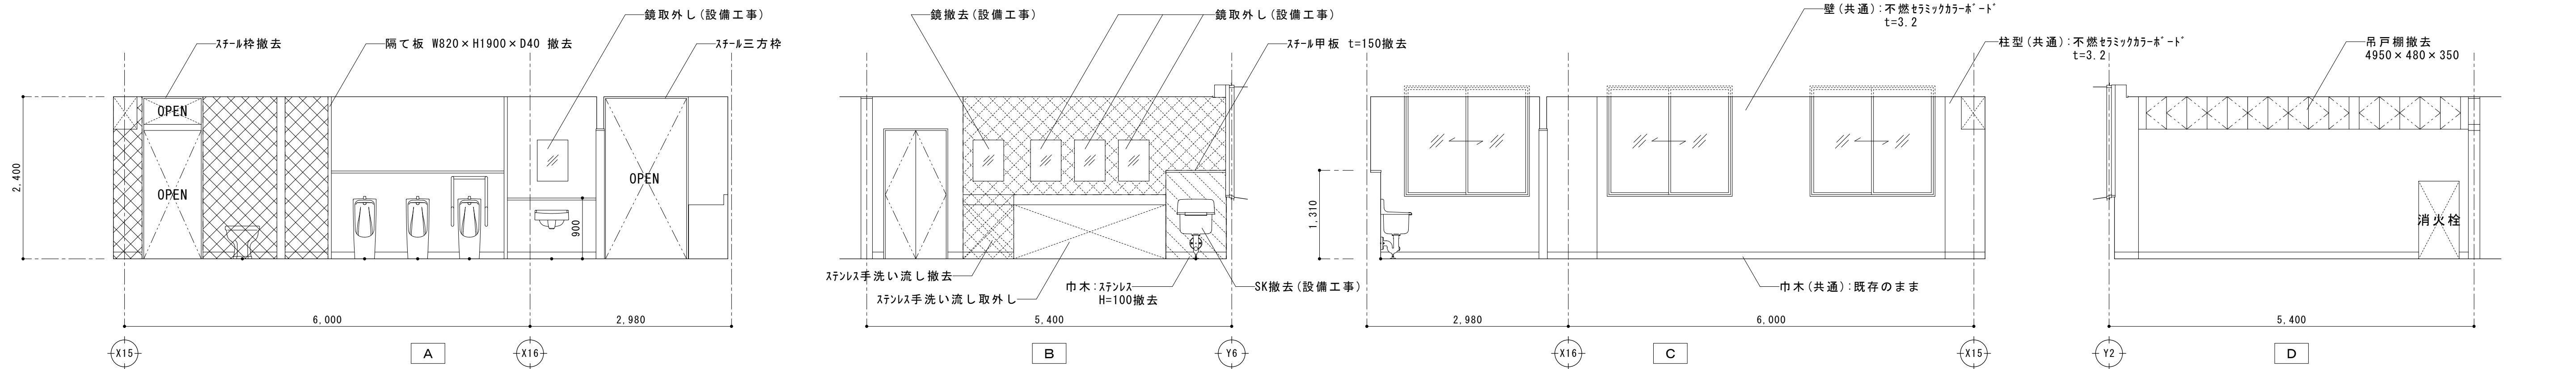 鏡取外し(設備工事)
ｽﾁｰﾙ枠撤去
隔て板 W820×H1900×D40 撤去
ｽﾁｰﾙ三方枠
OPEN
OPEN
OPEN
2,400
900
6,000
2,980
X15
A
X16
鏡撤去(設備工事)
鏡取外し(設備工事)
ｽﾁｰﾙ甲板 t=150撤去
ｽﾃﾝﾚｽ手洗い流し撤去
ｽﾃﾝﾚｽ手洗い流し取外し
巾木:ｽﾃﾝﾚｽ
H=100撤去
SK撤去(設備工事)
5,400
B
Y6
壁(共通):不燃ｾﾗﾐｯｸｶﾗｰﾎﾞｰﾄﾞ
t=3.2
柱型(共通):不燃ｾﾗﾐｯｸｶﾗｰﾎﾞｰﾄﾞ
t=3.2
1,310
巾木(共通):既存のまま
2,980
6,000
X16
C
X15
吊戸棚撤去
4950×480×350
消火栓
5,400
Y2
D